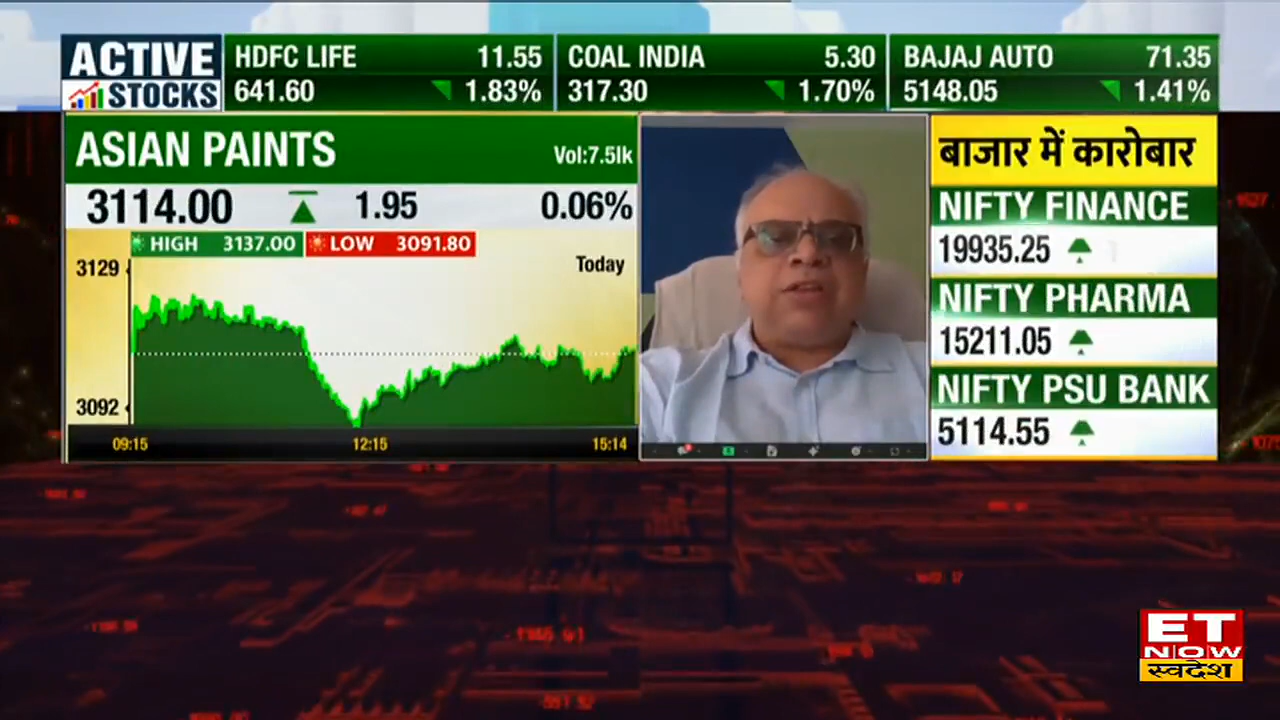 ACTIVE
STOCKS
HDFC LIFE 11.55
641.60 1.83%
COAL INDIA 5.30
317.30 1.70%
BAJAJ AUTO 71.35
5148.05 1.41%
ASIAN PAINTS Vol:7.5lk
3114.00 1.95 0.06%
HIGH 3137.00 LOW 3091.80
Today
3129
3092
09:15 12:15 15:14
बाजार में कारोबार
NIFTY FINANCE
19935.25
NIFTY PHARMA
15211.05
NIFTY PSU BANK
5114.55
ET
NOW
स्वदेश